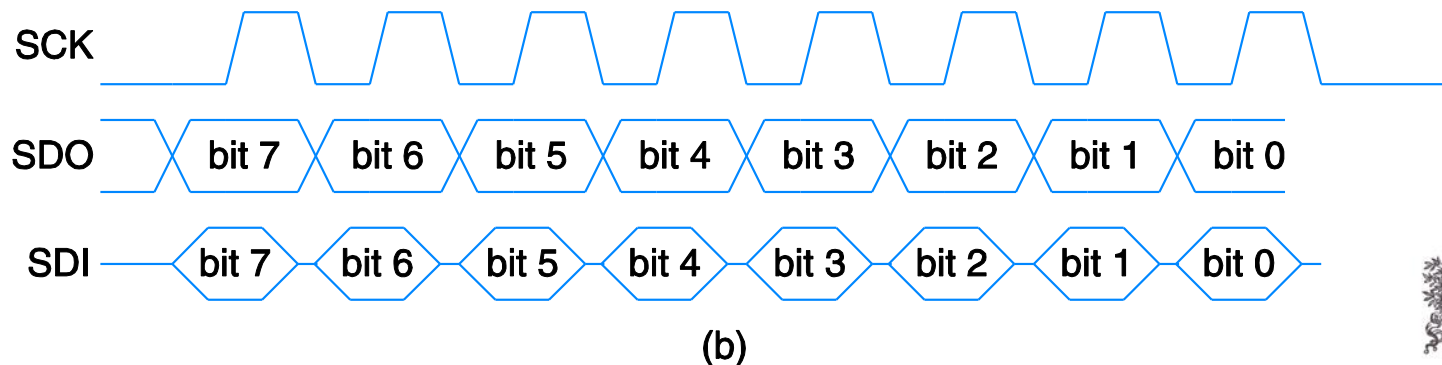 SCK
SDO bit 7 bit 6 bit 5 bit 4 bit 3 bit 2 bit 1 bit 0
SDI bit 7 bit 6 bit 5 bit 4 bit 3 bit 2 bit 1 bit 0
(b)